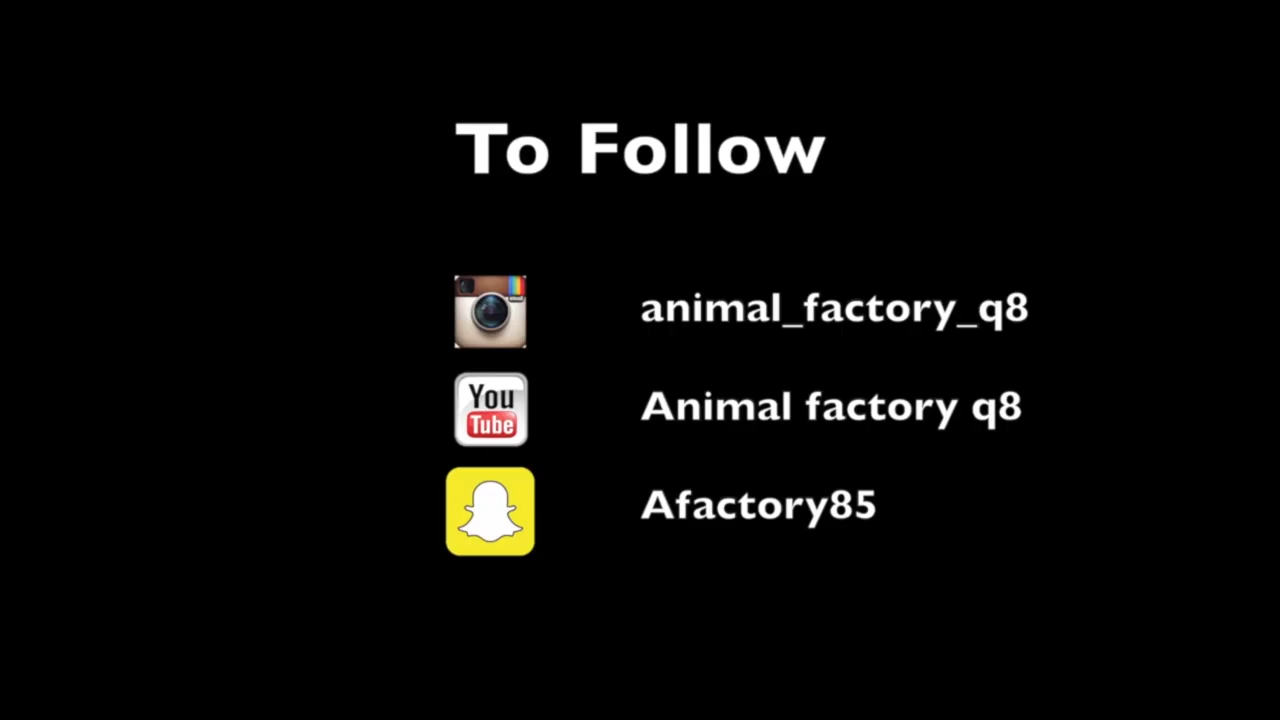 To Follow
animal_factory_q8
You
Tube
Animal factory q8
Afactory85